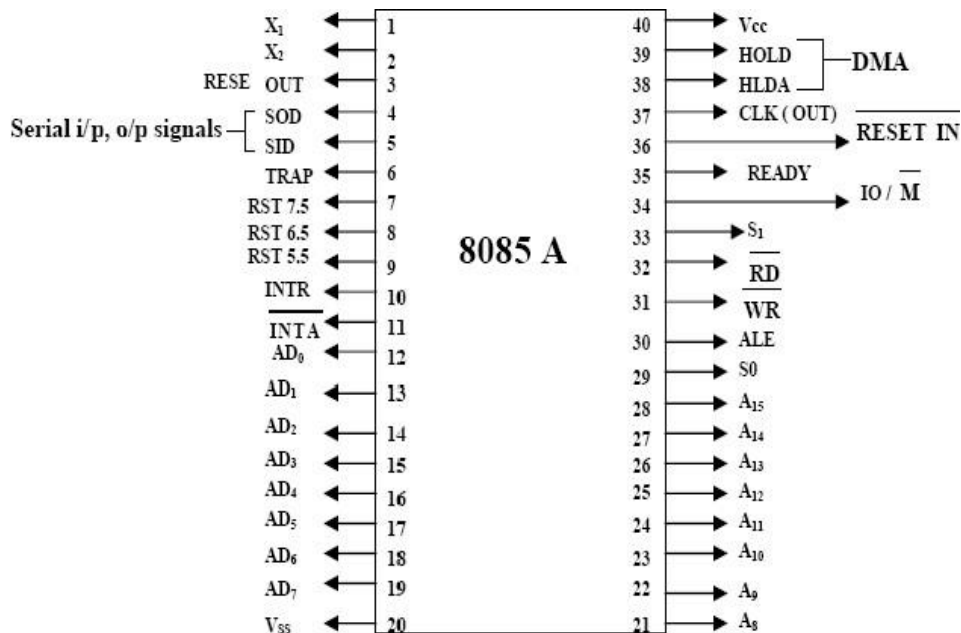 X₁ 1 40 Vcc
X₂ 2 39 HOLD
DMA
RESE OUT 3 38 HLDA
SOD 4 37 CLK ( OUT)
Serial i/p, o/p signals
SID 5 36 RESET IN
TRAP 6 35 READY
RST 7.5 7 34 IO / M
RST 6.5 8 33 S₁
8085 A
RST 5.5 9 32 RD
INTR 10 31 WR
INTA 11 30 ALE
AD₀ 12 29 S0
AD₁ 13 28 A₁₅
AD₂ 14 27 A₁₄
AD₃ 15 26 A₁₃
AD₄ 16 25 A₁₂
AD₅ 17 24 A₁₁
AD₆ 18 23 A₁₀
AD₇ 19 22 A₉
Vss 20 21 A₈